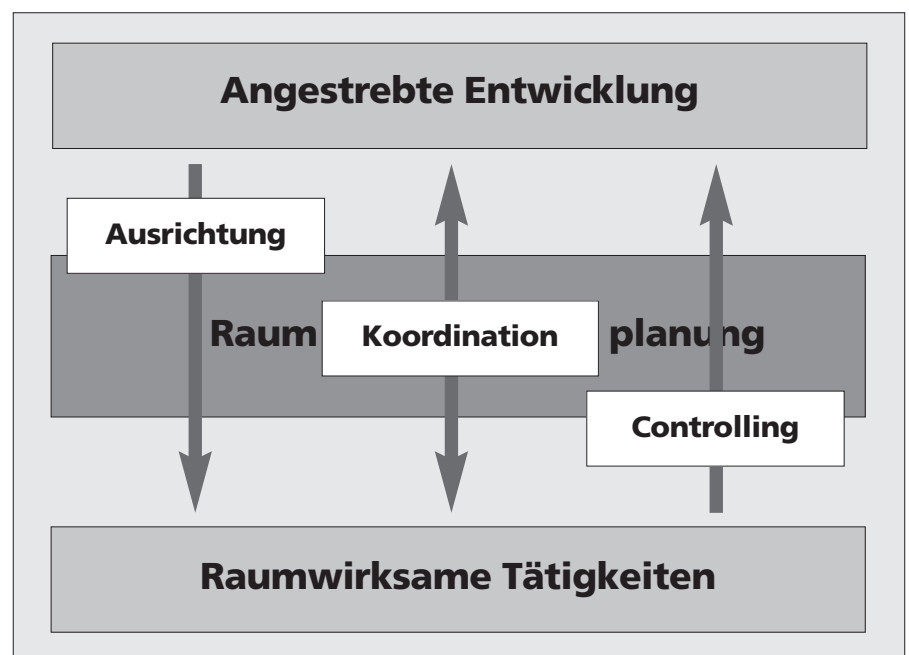 Angestrebte Entwicklung
Ausrichtung
Raum Koordination planung
Controlling
Raumwirksame Tätigkeiten